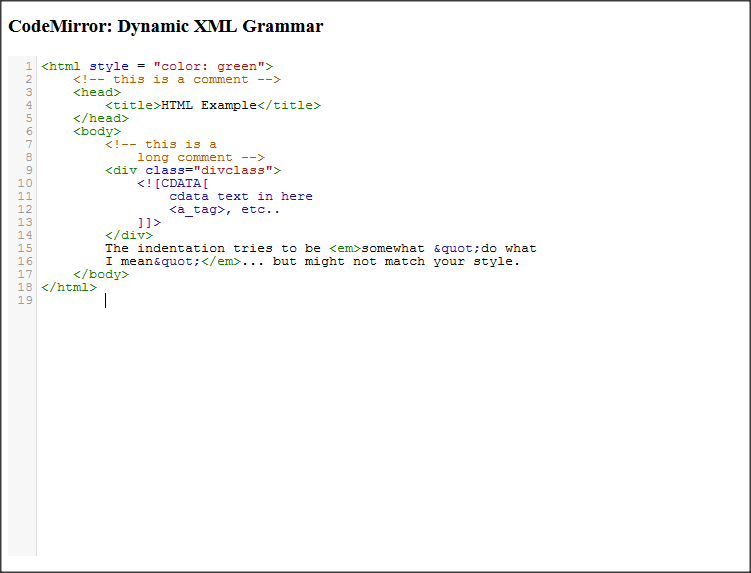 CodeMirror: Dynamic XML Grammar
1 <html style = "color: green">
2     <!-- this is a comment -->
3     <head>
4         <title>HTML Example</title>
5     </head>
6     <body>
7         <!-- this is a
8             long comment -->
9         <div class="divclass">
10             <![CDATA[
11                 cdata text in here
12                 <a_tag>, etc..
13             ]]>
14         </div>
15         The indentation tries to be <em>somewhat &quot;do what
16         I mean&quot;</em>... but might not match your style.
17     </body>
18 </html>
19